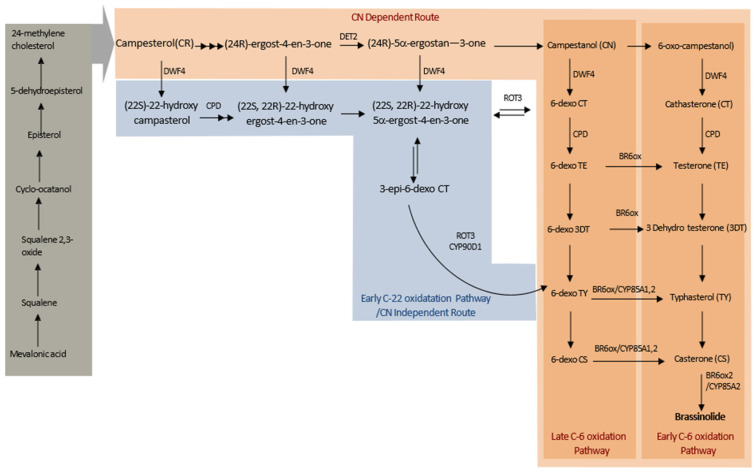 CN Dependent Route
24-methylene
cholesterol
5-dehydroepisterol
Episterol
Cyclo-ocatanol
Squalene 2,3-
oxide
Squalene
Mevalonic acid
Campesterol(CR)
(24R)-ergost-4-en-3-one
DET2
(24R)-5α-ergostan—3-one
Campestanol (CN)
6-oxo-campestanol)
DWF4
DWF4
DWF4
DWF4
DWF4
(22S)-22-hydroxy
campasterol
CPD
(22S, 22R)-22-hydroxy
ergost-4-en-3-one
(22S, 22R)-22-hydroxy
5α-ergost-4-en-3-one
ROT3
6-dexo CT
Cathasterone (CT)
CPD
CPD
6-dexo TE
BR6ox
Testerone (TE)
3-epi-6-dexo CT
BR6ox
6-dexo 3DT
3 Dehydro testerone (3DT)
ROT3
CYP90D1
6-dexo TY
BR6ox/CYP85A1,2
Typhasterol (TY)
Early C-22 oxidatation Pathway
/CN Independent Route
BR6ox/CYP85A1,2
6-dexo CS
Casterone (CS)
BR6ox2
/CYP85A2
Brassinolide
Late C-6 oxidation
Pathway
Early C-6 oxidation
Pathway